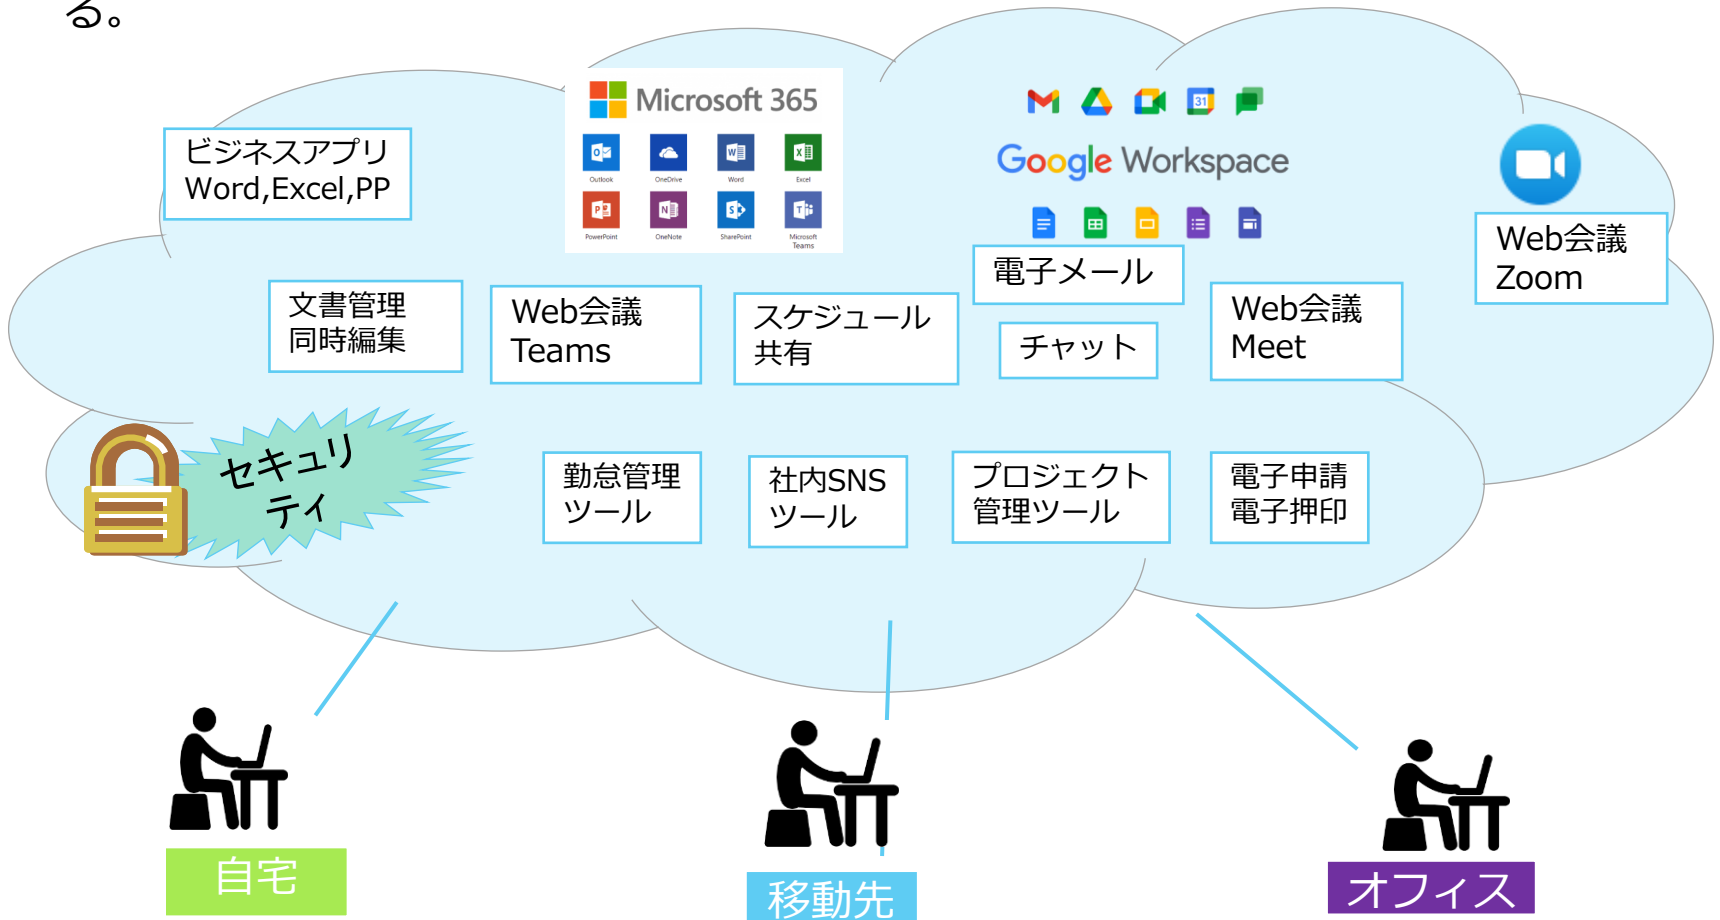 る。
Microsoft 365
Outlook
OneDrive
Word
Excel
PowerPoint
OneNote
SharePoint
Microsoft
Teams
31
Google Workspace
ビジネスアプリ
Word,Excel,PP
Web会議
Zoom
電子メール
文書管理
同時編集
Web会議
Teams
スケジュール
共有
チャット
Web会議
Meet
セキュリ
ティ
勤怠管理
ツール
社内SNS
ツール
プロジェクト
管理ツール
電子申請
電子押印
自宅
移動先
オフィス